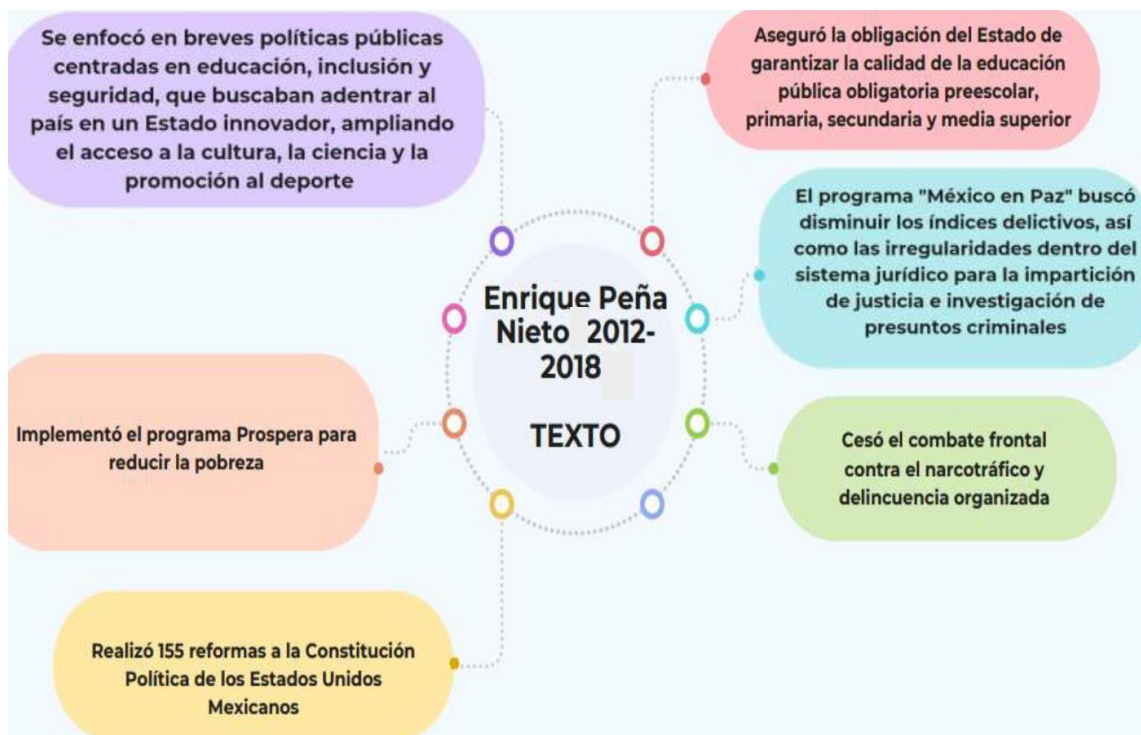 Se enfocó en breves políticas públicas
centradas en educación, inclusión y
seguridad, que buscaban adentrar al
país en un Estado innovador, ampliando
el acceso a la cultura, la ciencia y la
promoción al deporte
Aseguró la obligación del Estado de
garantizar la calidad de la educación
pública obligatoria preescolar,
primaria, secundaria y media superior
El programa "México en Paz" buscó
disminuir los índices delictivos, así
como las irregularidades dentro del
sistema jurídico para la impartición
de justicia e investigación de
presuntos criminales
Enrique Peña
Nieto 2012-
2018
TEXTO
Implementó el programa Prospera para
reducir la pobreza
Cesó el combate frontal
contra el narcotráfico y
delincuencia organizada
Realizó 155 reformas a la Constitución
Política de los Estados Unidos
Mexicanos